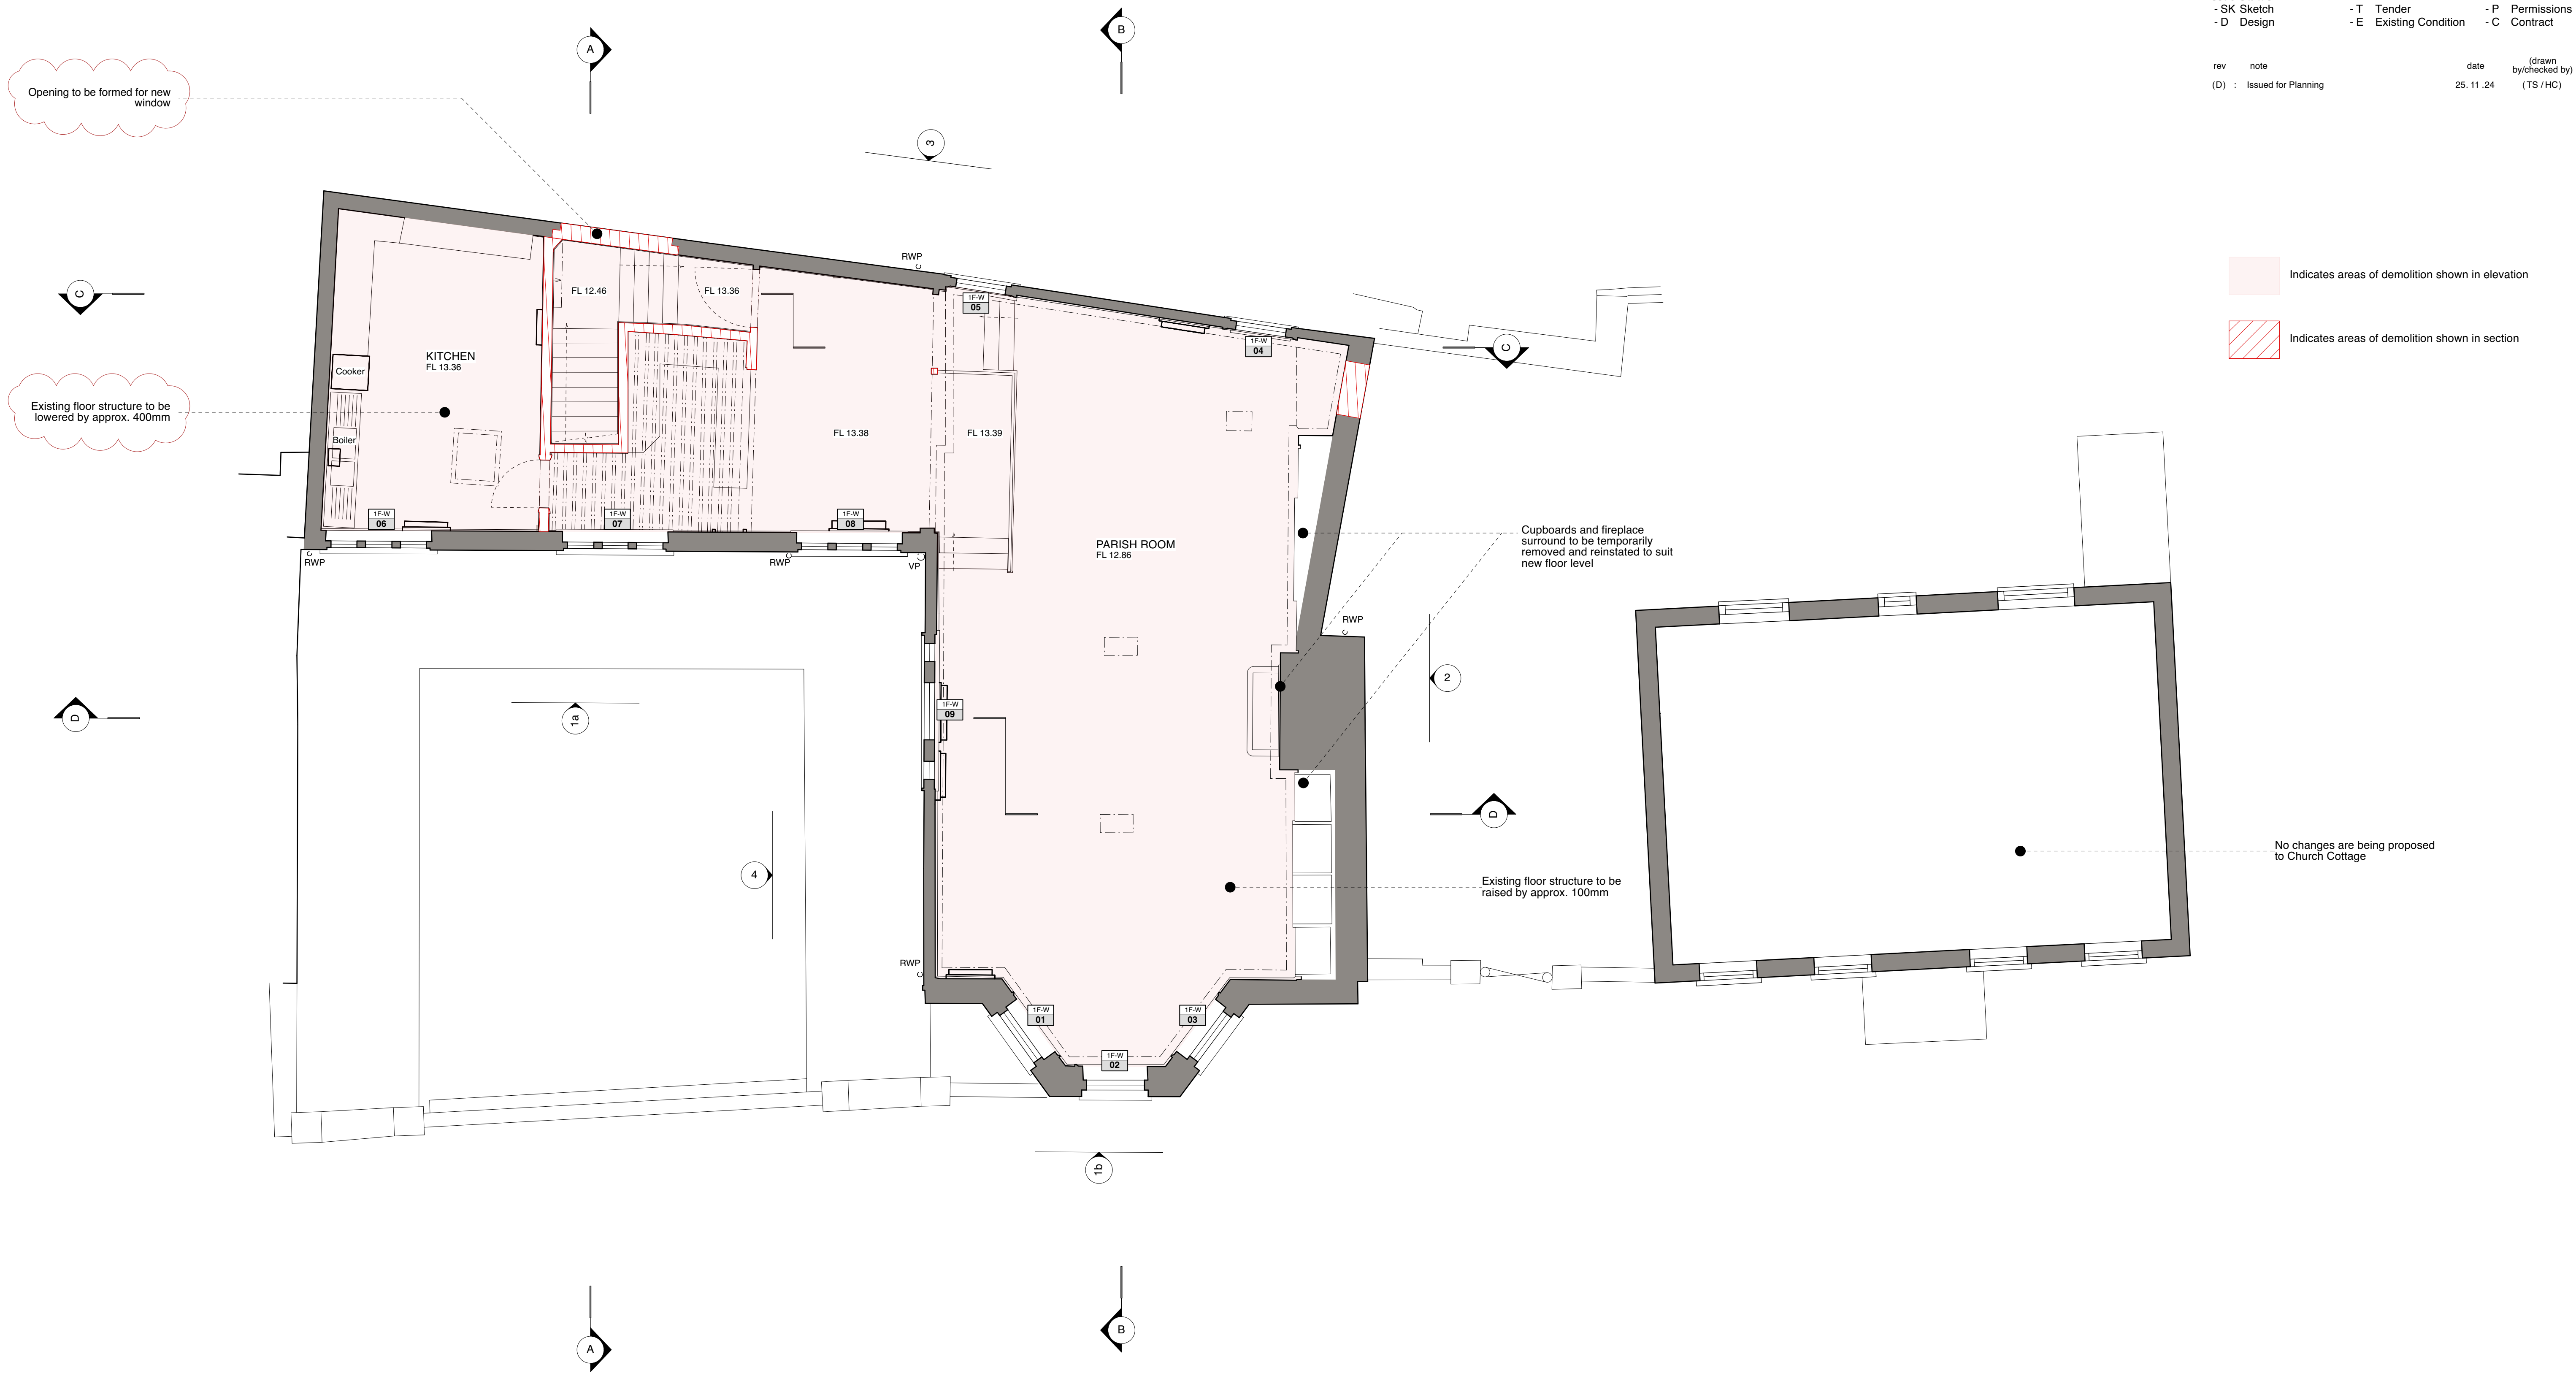 - SK Sketch - T Tender - P Permissions
- D Design - E Existing Condition - C Contract
rev note date (drawn by/checked by)
(D) : Issued for Planning 25. 11 .24 (TS / HC)
A
B
Opening to be formed for new
window
3
RWP
C
FL 12.46
FL 13.36
1F-W
05
Indicates areas of demolition shown in elevation
Indicates areas of demolition shown in section
1F-W
04
C
KITCHEN
FL 13.36
Cooker
Existing floor structure to be
lowered by approx. 400mm
Boiler
FL 13.38
FL 13.39
1F-W
06
1F-W
07
1F-W
08
RWP
RWP
VP
PARISH ROOM
FL 12.86
Cupboards and fireplace
surround to be temporarily
removed and reinstated to suit
new floor level
RWP
2
D
1a
1F-W
09
D
4
Existing floor structure to be
raised by approx. 100mm
No changes are being proposed
to Church Cottage
RWP
1F-W
01
1F-W
03
1F-W
02
1b
A
B